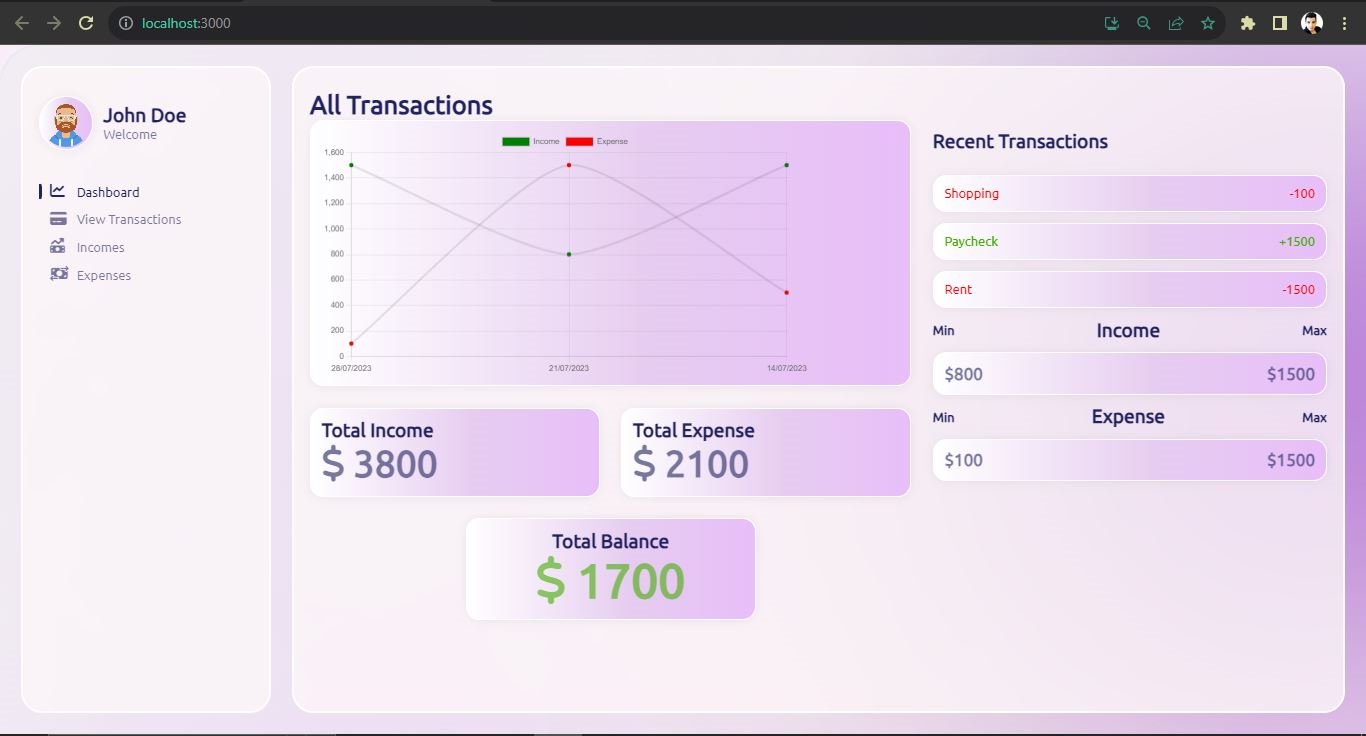 localhost:3000
John Doe
Welcome
Dashboard
View Transactions
Incomes
Expenses
All Transactions
Income Expense
1,600
1,400
1,200
1,000
800
600
400
200
0
28/07/2023 21/07/2023 14/07/2023
Total Income
$ 3800
Total Expense
$ 2100
Total Balance
$ 1700
Recent Transactions
Shopping -100
Paycheck +1500
Rent -1500
Min Income Max
$800 $1500
Min Expense Max
$100 $1500